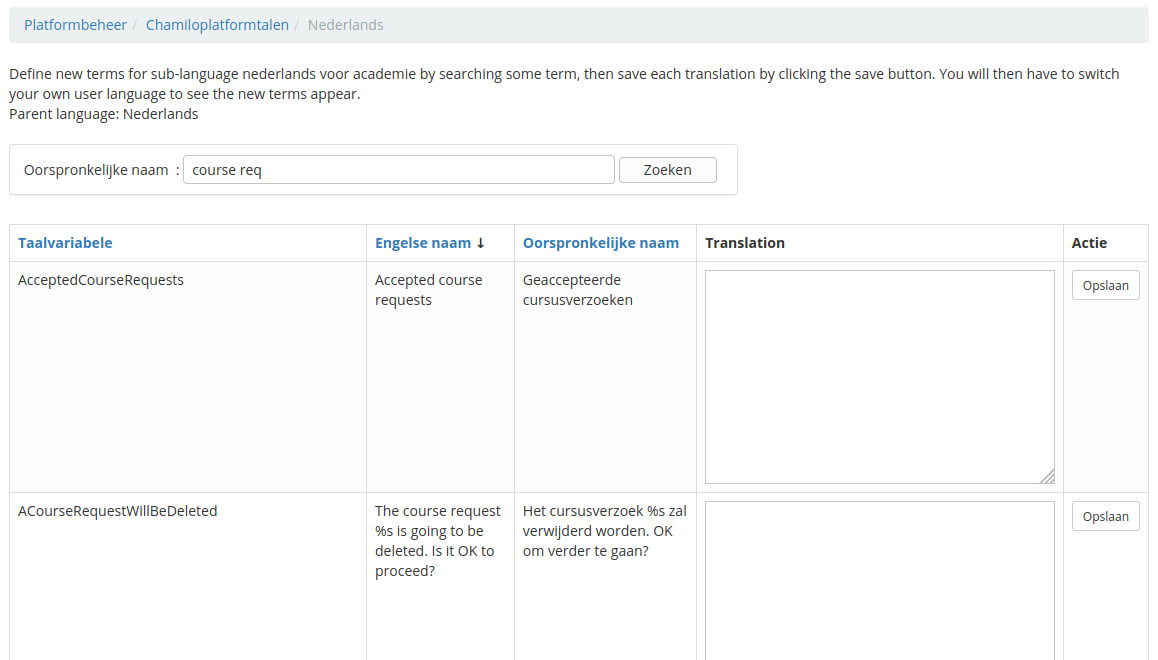 Platformbeheer / Chamiloplatformtalen / Nederlands
Define new terms for sub-language nederlands voor academie by searching some term, then save each translation by clicking the save button. You will then have to switch
your own user language to see the new terms appear.
Parent language: Nederlands
Oorspronkelijke naam : course req Zoeken
Taalvariabele Engelse naam ↓ Oorspronkelijke naam Translation Actie
AcceptedCourseRequests Accepted course Geaccepteerde Opslaan
requests cursusverzoeken
ACourseRequestWillBeDeleted The course request Het cursusverzoek %s zal Opslaan
%s is going to be verwijderd worden. OK
deleted. Is it OK to om verder te gaan?
proceed?